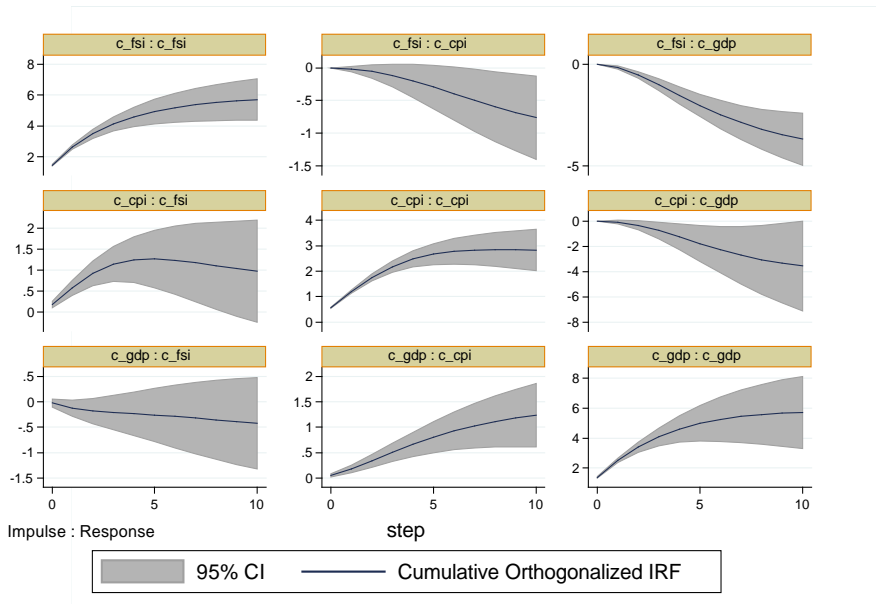 c_fsi : c_fsi
c_fsi : c_cpi
c_fsi : c_gdp
8
6
4
2
0
-.5
-1
-1.5
0
-5
c_cpi : c_fsi
c_cpi : c_cpi
c_cpi : c_gdp
2
1.5
1
.5
0
4
3
2
1
0
0
-2
-4
-6
-8
c_gdp : c_fsi
c_gdp : c_cpi
c_gdp : c_gdp
.5
0
-.5
-1
-1.5
2
1.5
1
.5
0
8
6
4
2
0 5 10
0 5 10
0 5 10
Impulse : Response
step
95% CI
Cumulative Orthogonalized IRF